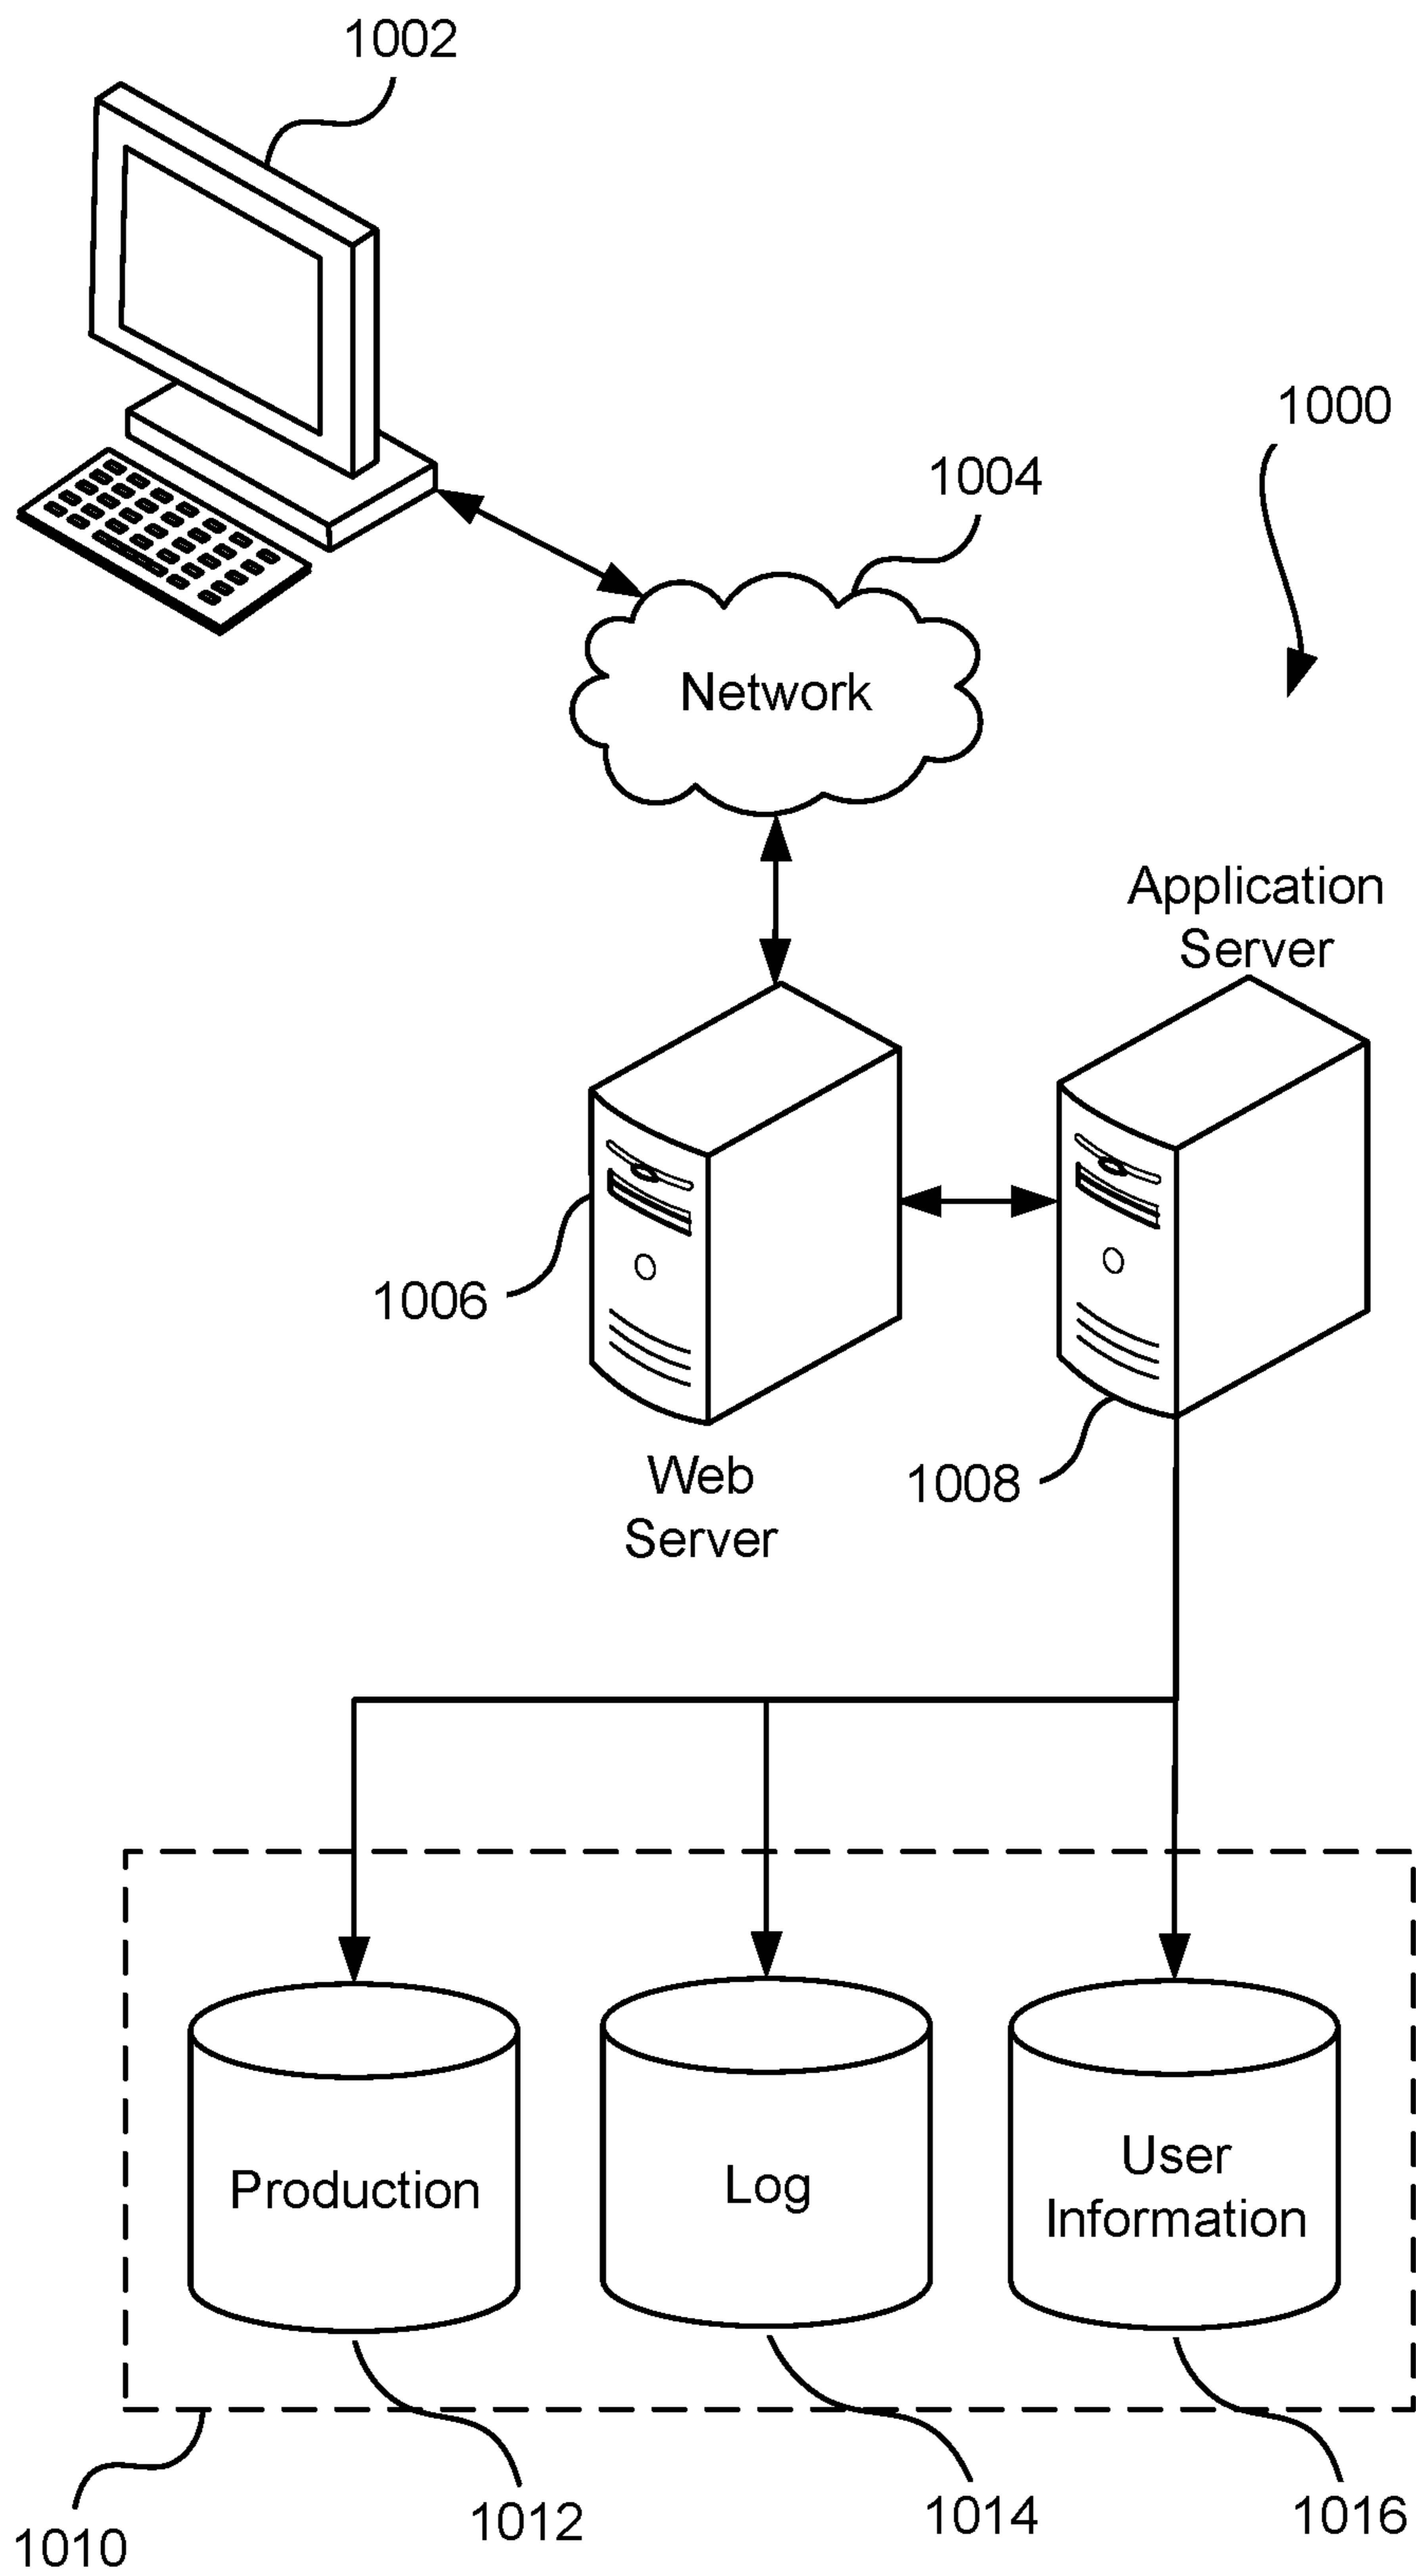 1002
1000
1004
Network
Application
Server
1006
Web
Server
1008
Production
Log
User
Information
1010
1012
1014
1016